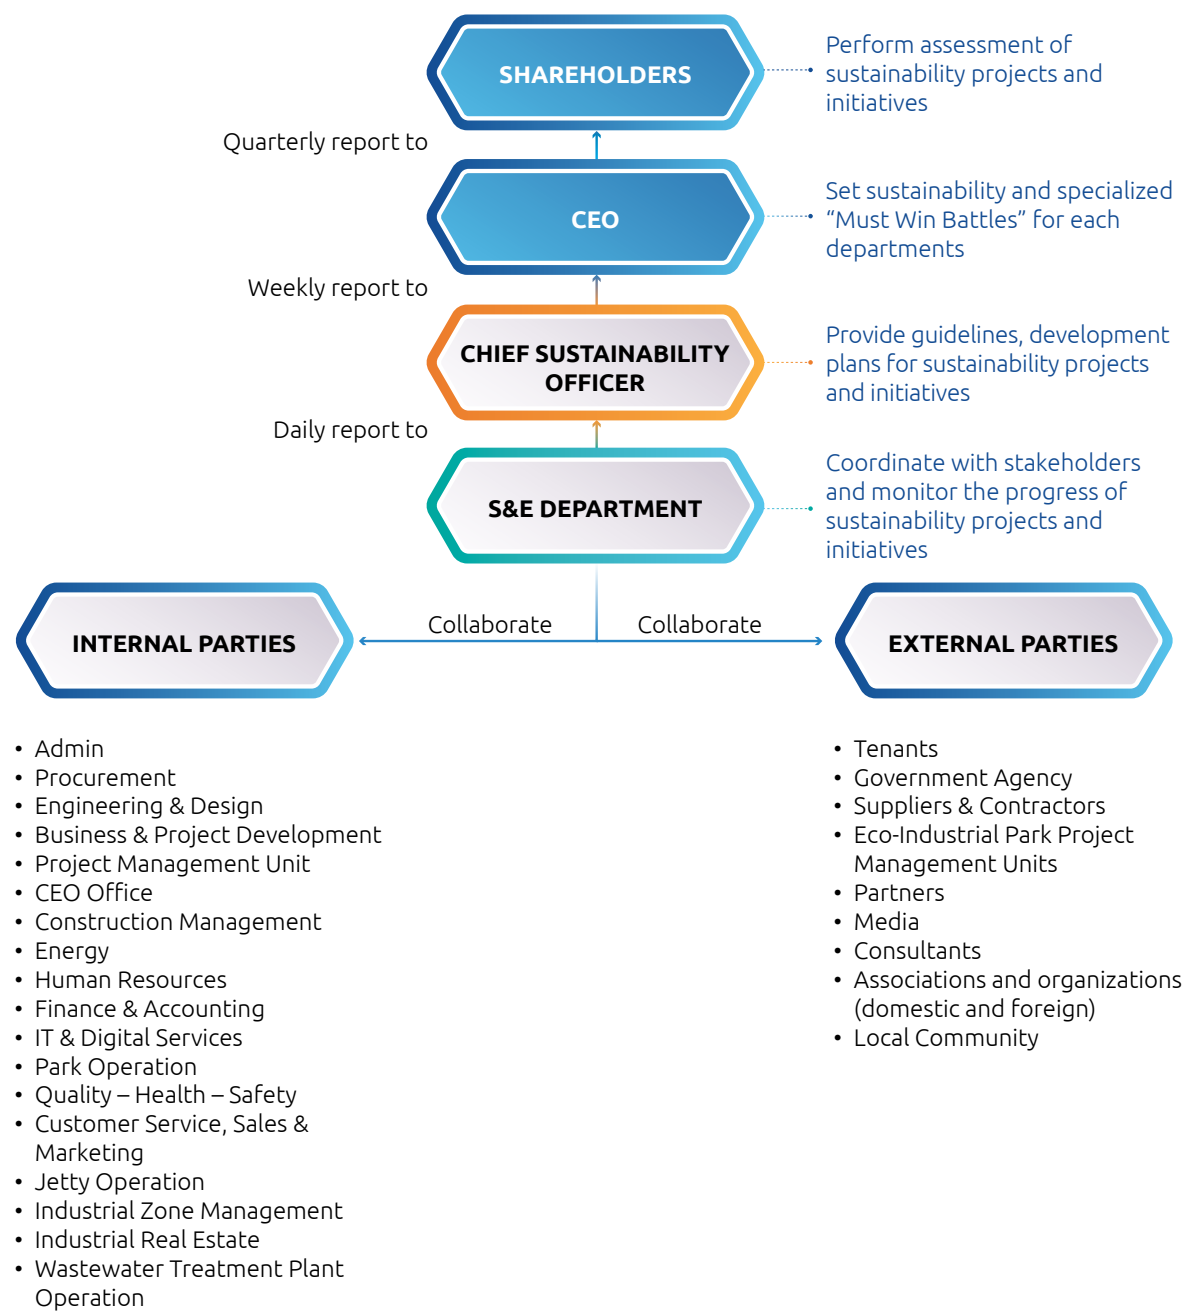 SHAREHOLDERS
Perform assessment of
sustainability projects and
initiatives
Quarterly report to
CEO
Set sustainability and specialized
“Must Win Battles” for each
departments
Weekly report to
CHIEF SUSTAINABILITY
OFFICER
Provide guidelines, development
plans for sustainability projects
and initiatives
Daily report to
S&E DEPARTMENT
Coordinate with stakeholders
and monitor the progress of
sustainability projects and
initiatives
INTERNAL PARTIES
Collaborate
Collaborate
EXTERNAL PARTIES
• Admin
• Procurement
• Engineering & Design
• Business & Project Development
• Project Management Unit
• CEO Office
• Construction Management
• Energy
• Human Resources
• Finance & Accounting
• IT & Digital Services
• Park Operation
• Quality – Health – Safety
• Customer Service, Sales &
Marketing
• Jetty Operation
• Industrial Zone Management
• Industrial Real Estate
• Wastewater Treatment Plant
Operation
• Tenants
• Government Agency
• Suppliers & Contractors
• Eco-Industrial Park Project
Management Units
• Partners
• Media
• Consultants
• Associations and organizations
(domestic and foreign)
• Local Community